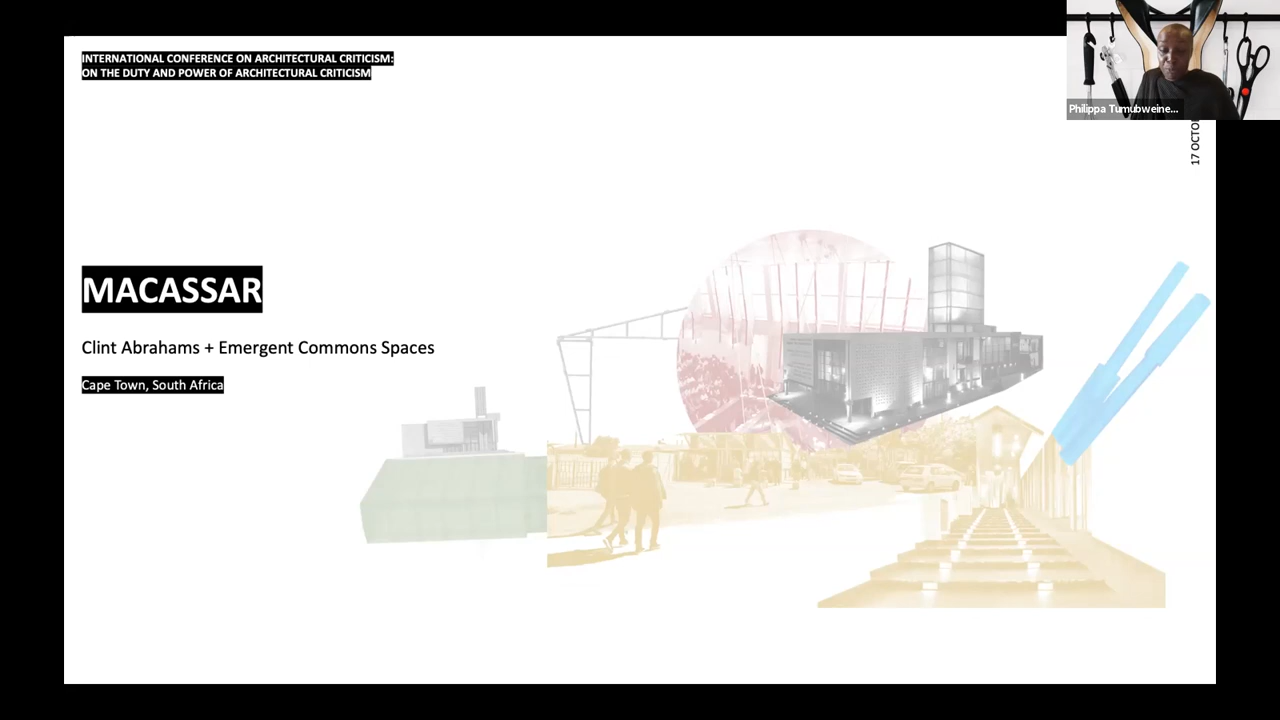 INTERNATIONAL CONFERENCE ON ARCHITECTURAL CRITICISM:
ON THE DUTY AND POWER OF ARCHITECTURAL CRITICISM
Philippa Tumubweine...
17 OCTO
MACASSAR
Clint Abrahams + Emergent Commons Spaces
Cape Town, South Africa